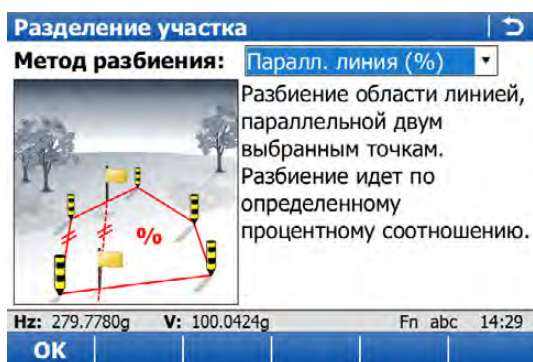 Разделение участка
Метод разбиения: Паралл. линия (%)
Разбиение области линией,
параллельной двум
выбранным точкам.
Разбиение идет по
определенному
процентному соотношению.
%
Hz: 279.7780g V: 100.0424g Fn abc 14:29
OK